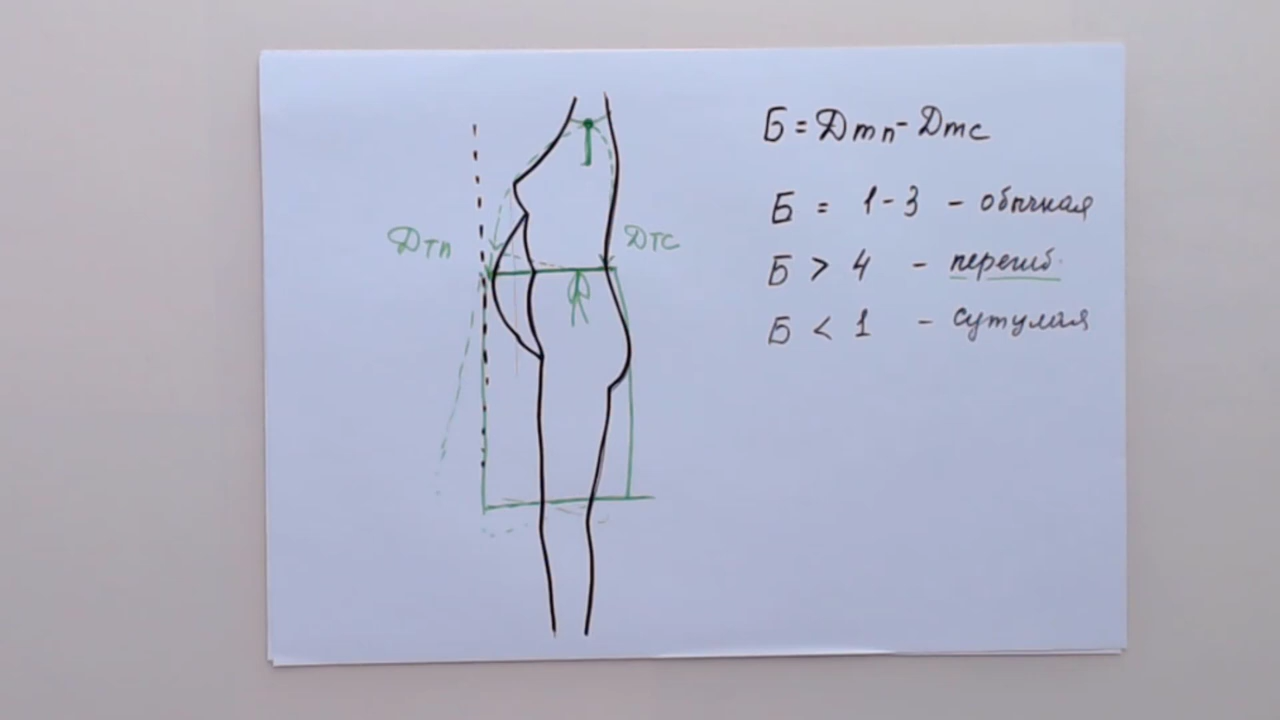 Б = Дтп - Дтс
Б = 1 - 3 - обычная
Б > 4 - перегиб.
Б < 1 - сутулая
Дтп
Дтс